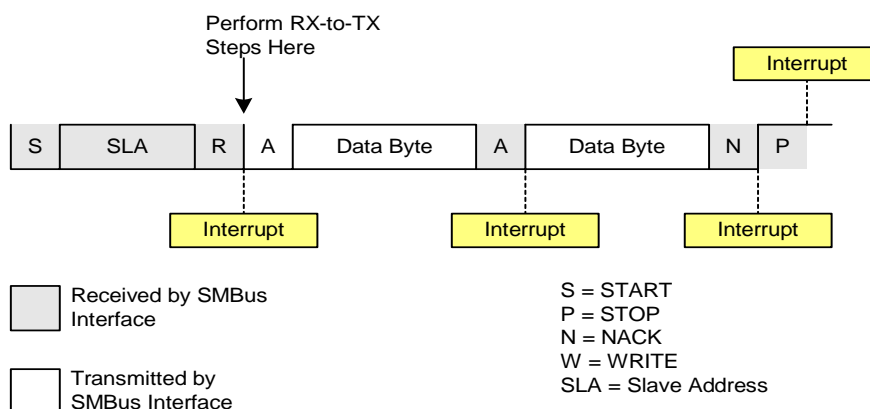 Perform RX-to-TX
Steps Here
Interrupt
S SLA R A Data Byte A Data Byte N P
Interrupt Interrupt Interrupt
Received by SMBus
Interface
Transmitted by
SMBus Interface
S = START
P = STOP
N = NACK
W = WRITE
SLA = Slave Address